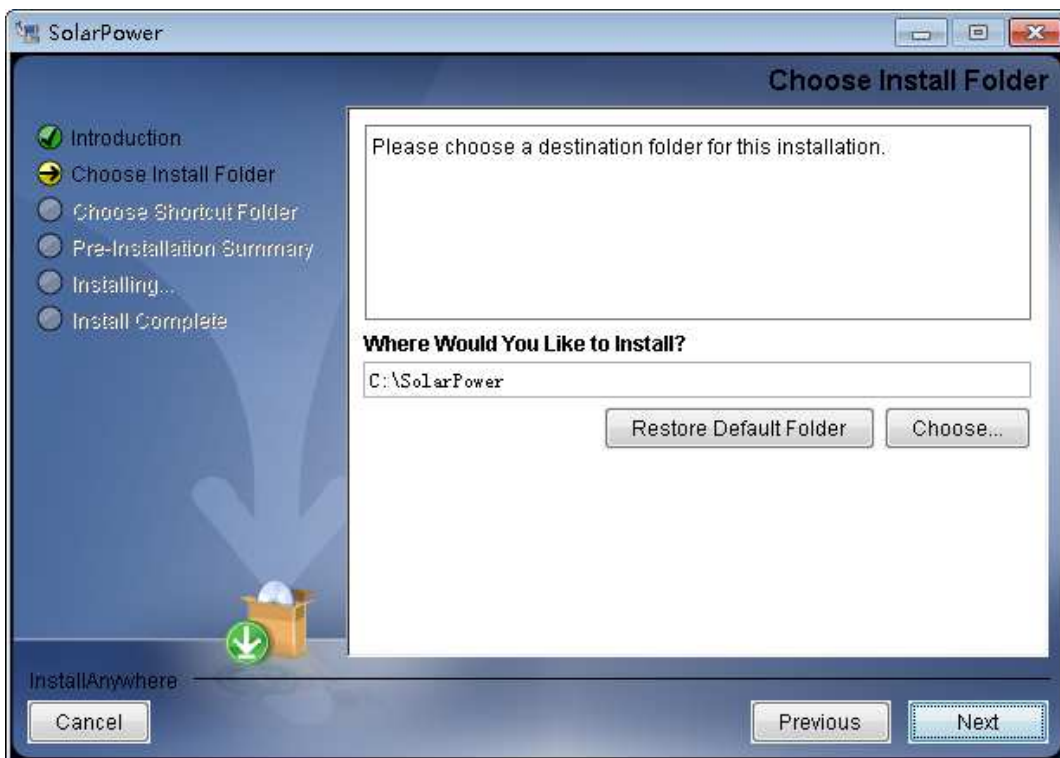 SolarPower
Choose Install Folder
Introduction
Choose Install Folder
Choose Shortcut Folder
Pre-Installation Summary
Installing...
Install Complete
Please choose a destination folder for this installation.
Where Would You Like to Install?
C:\SolarPower
Restore Default Folder
Choose...
InstallAnywhere
Cancel
Previous
Next